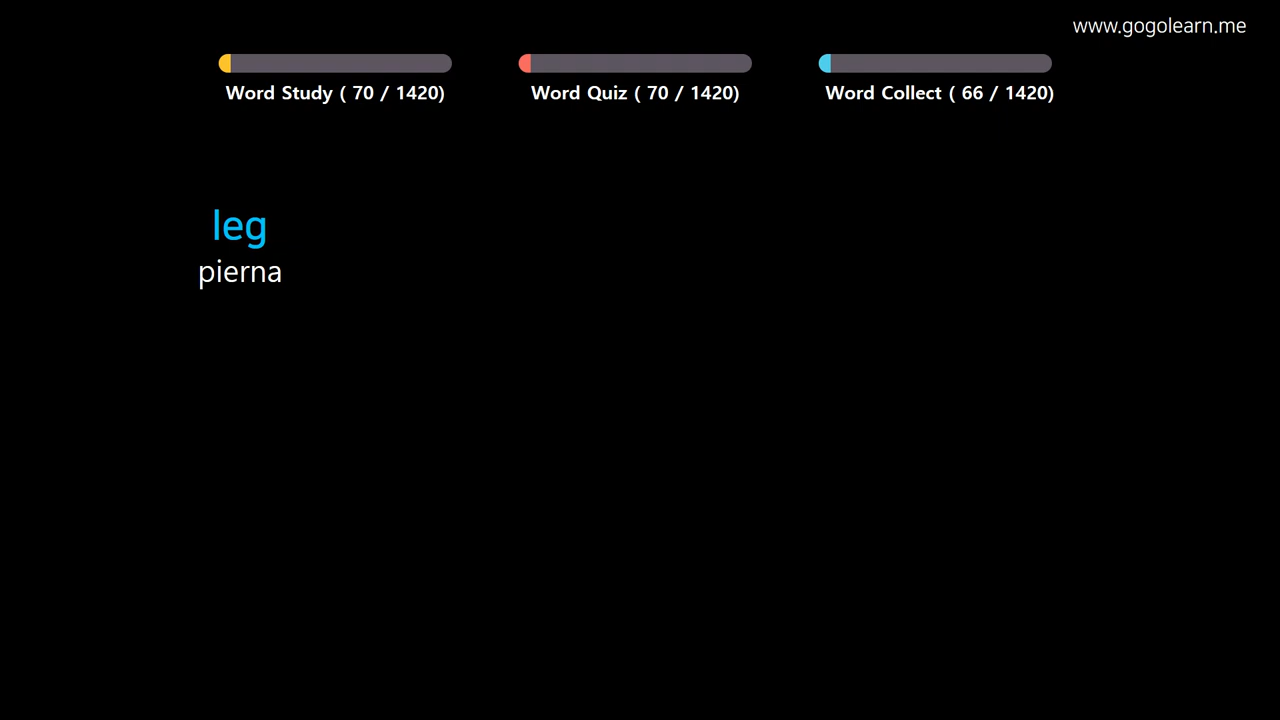 www.gogolearn.me
Word Study ( 70 / 1420)
Word Quiz ( 70 / 1420)
Word Collect ( 66 / 1420)
leg
pierna